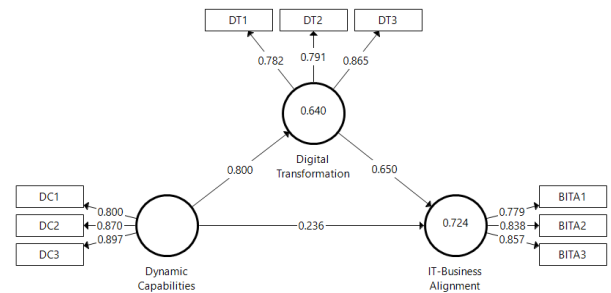 DT1
DT2
DT3
0.782
0.791
0.865
0.640
Digital
Transformation
0.800
0.650
DC1
DC2
DC3
0.800
0.870
0.897
Dynamic
Capabilities
0.236
0.724
IT-Business
Alignment
0.779
0.838
0.857
BITA1
BITA2
BITA3